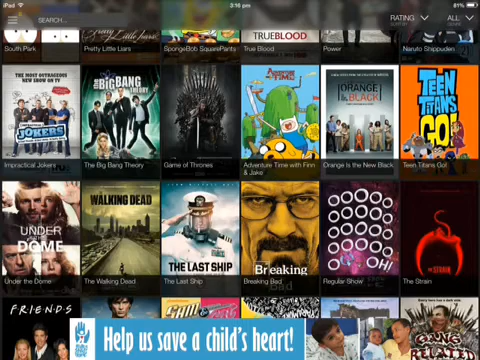 iPad
9:16 pm
81%
SEARCH...
RATING
ALL
TRUEBLOOD
South Park
Pretty Little Liars
SpongeBob SquarePants
True Blood
Power
Naruto Shippuden
THE MOST OUTRAGEOUS
NEW SHOW ON TV
IMPRACTICAL
JOKERS
THE BIG BANG
THEORY
ADVENTURE
TIME
ORANGE
IS THE NEW
BLACK
TEEN
TITANS
GO!
Impractical Jokers
The Big Bang Theory
Game of Thrones
Adventure Time with Finn
& Jake
Orange Is the New Black
Teen Titans Go!
UNDER
THE
DOME
THE
WALKING DEAD
THE LAST SHIP
Breaking
THE STRAIN
Under the Dome
The Walking Dead
The Last Ship
Breaking Bad
Regular Show
The Strain
FRIENDS
Help us save a child's heart!
GANG
RELATED